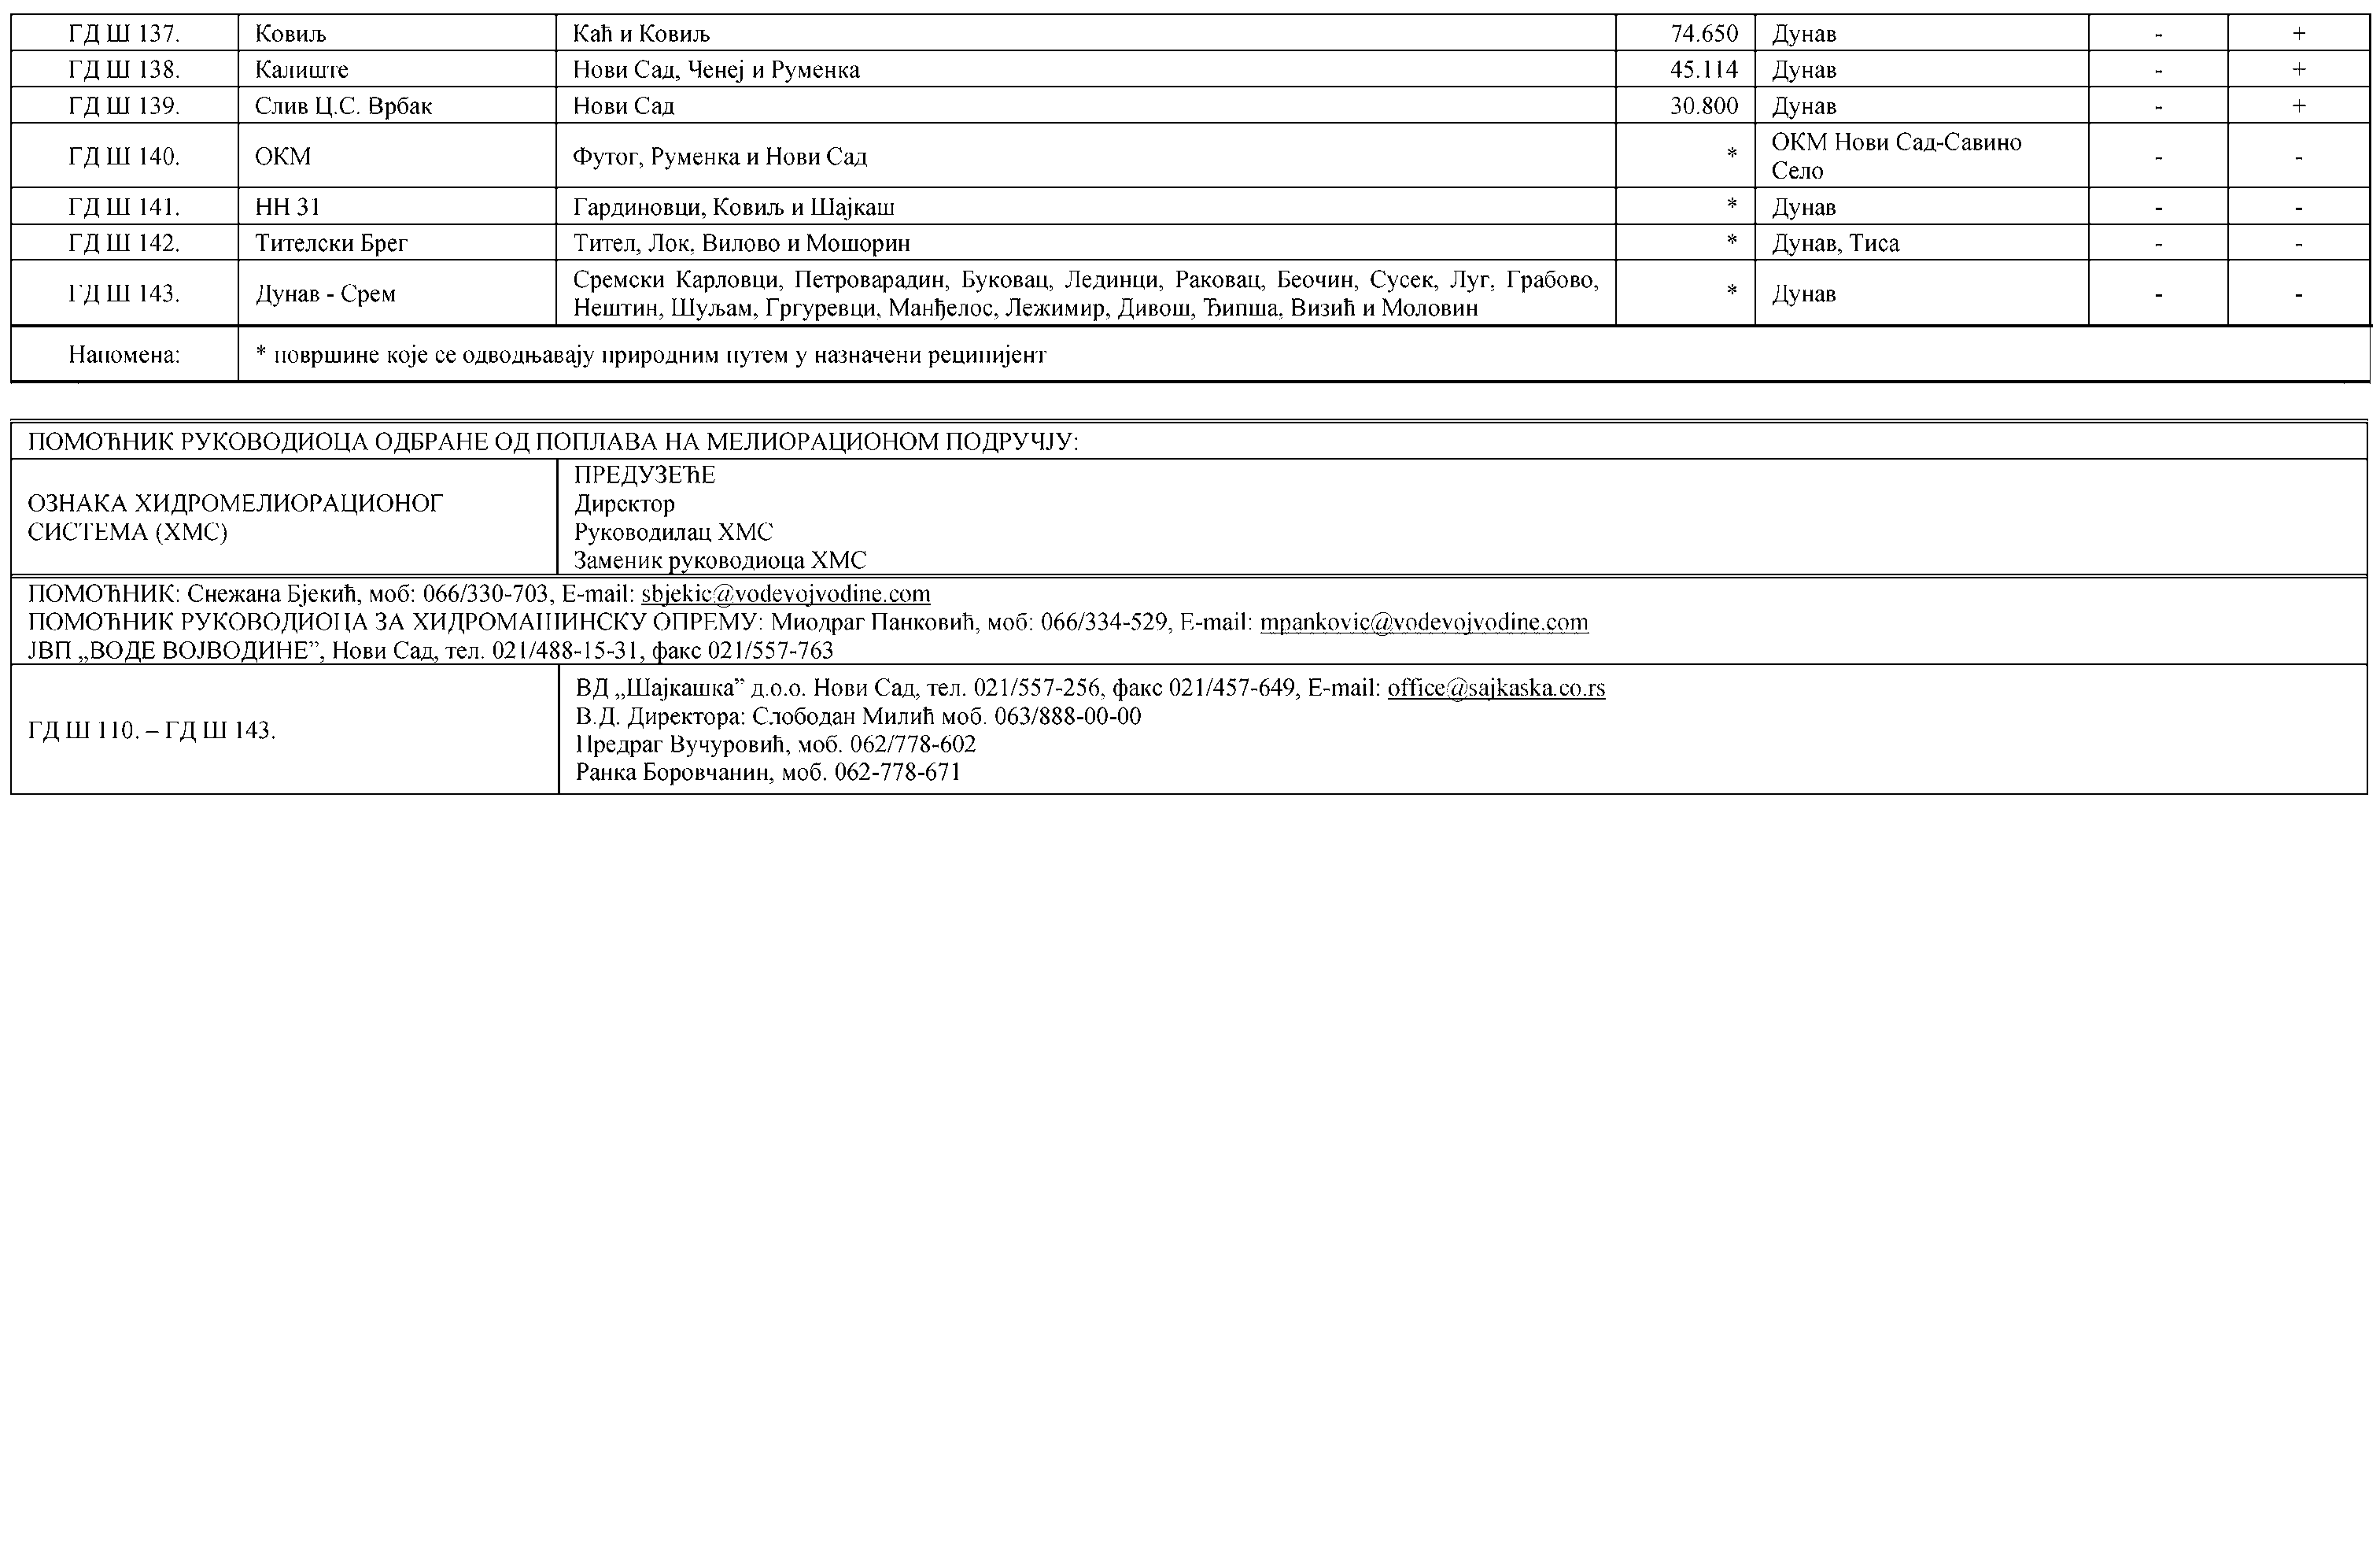 ГД Ш 137. Ковиљ Каћ и Ковиљ 74.650 Дунав - +
ГД Ш 138. Калиште Нови Сад, Ченеј и Руменка 45.114 Дунав - +
ГД Ш 139. Слив Ц.С. Врбак Нови Сад 30.800 Дунав - +
ГД Ш 140. ОКМ Футог, Руменка и Нови Сад * ОКМ Нови Сад-Савино
Село - -
ГД Ш 141. НН 31 Гардиновци, Ковиљ и Шајкаш * Дунав - -
ГД Ш 142. Тителски Брег Тител, Лок, Вилово и Мошорин * Дунав, Тиса - -
ГД Ш 143. Дунав - Срем Сремски Карловци, Петроварадин, Буковац, Лединци, Раковац, Беочин, Сусек, Луг, Грабово,
Нештин, Шуљам, Гргуревци, Манђелос, Лежимир, Дивош, Ђипша, Визић и Моловин * Дунав - -
Напомена: * површине које се одводњавају природним путем у назначени реципијент
ПОМОЋНИК РУКОВОДИОЦА ОДБРАНЕ ОД ПОПЛАВА НА МЕЛИОРАЦИОНОМ ПОДРУЧЈУ:
ОЗНАКА ХИДРОМЕЛИОРАЦИОНОГ
СИСТЕМА (ХМС)
ПРЕДУЗЕЋЕ
Директор
Руководилац ХМС
Заменик руководиоца ХМС
ПОМОЋНИК: Снежана Бјекић, моб: 066/330-703, E-mail: sbjekic@vodevojvodine.com
ПОМОЋНИК РУКОВОДИОЦА ЗА ХИДРОМАШИНСКУ ОПРЕМУ: Миодраг Панковић, моб: 066/334-529, E-mail: mpankovic@vodevojvodine.com
ЈВП „ВОДЕ ВОЈВОДИНЕ”, Нови Сад, тел. 021/488-15-31, факс 021/557-763
ГД Ш 110. – ГД Ш 143.
ВД „Шајкашка” д.о.о. Нови Сад, тел. 021/557-256, факс 021/457-649, E-mail: office@sajkaska.co.rs
В.Д. Директора: Слободан Милић моб. 063/888-00-00
Предраг Вучуровић, моб. 062/778-602
Ранка Боровчанин, моб. 062-778-671